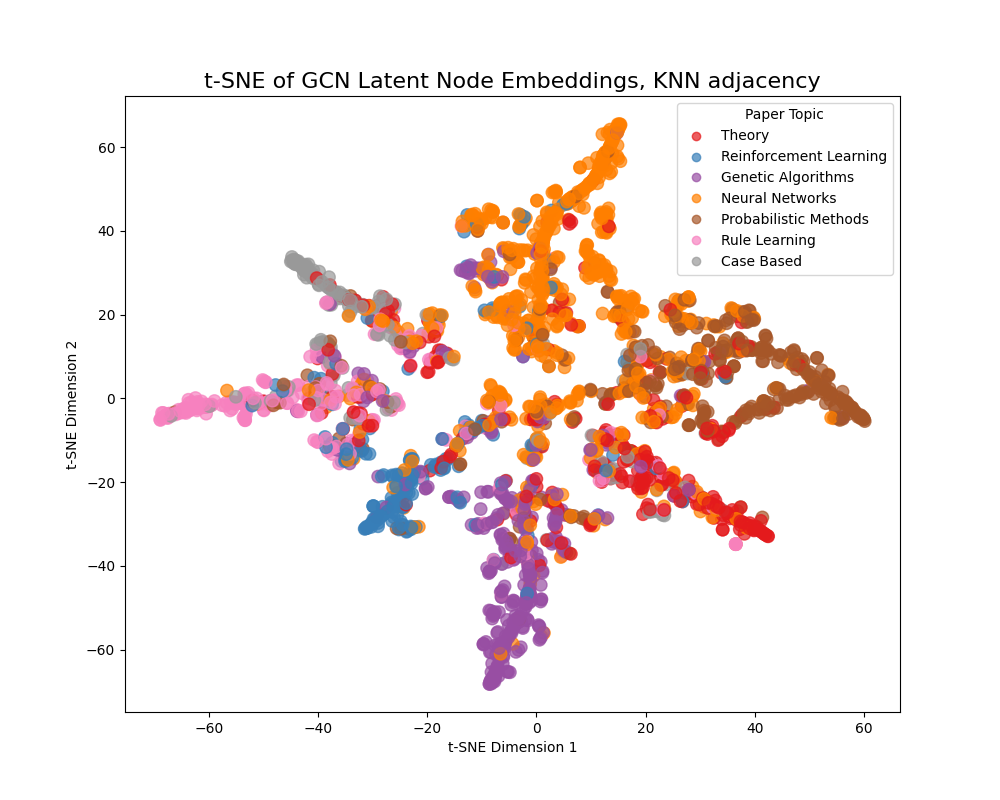 t-SNE of GCN Latent Node Embeddings, KNN adjacency
Paper Topic
Theory
Reinforcement Learning
Genetic Algorithms
Neural Networks
Probabilistic Methods
Rule Learning
Case Based
t-SNE Dimension 2
60
40
20
0
−20
−40
−60
−60 −40 −20 0 20 40 60
t-SNE Dimension 1